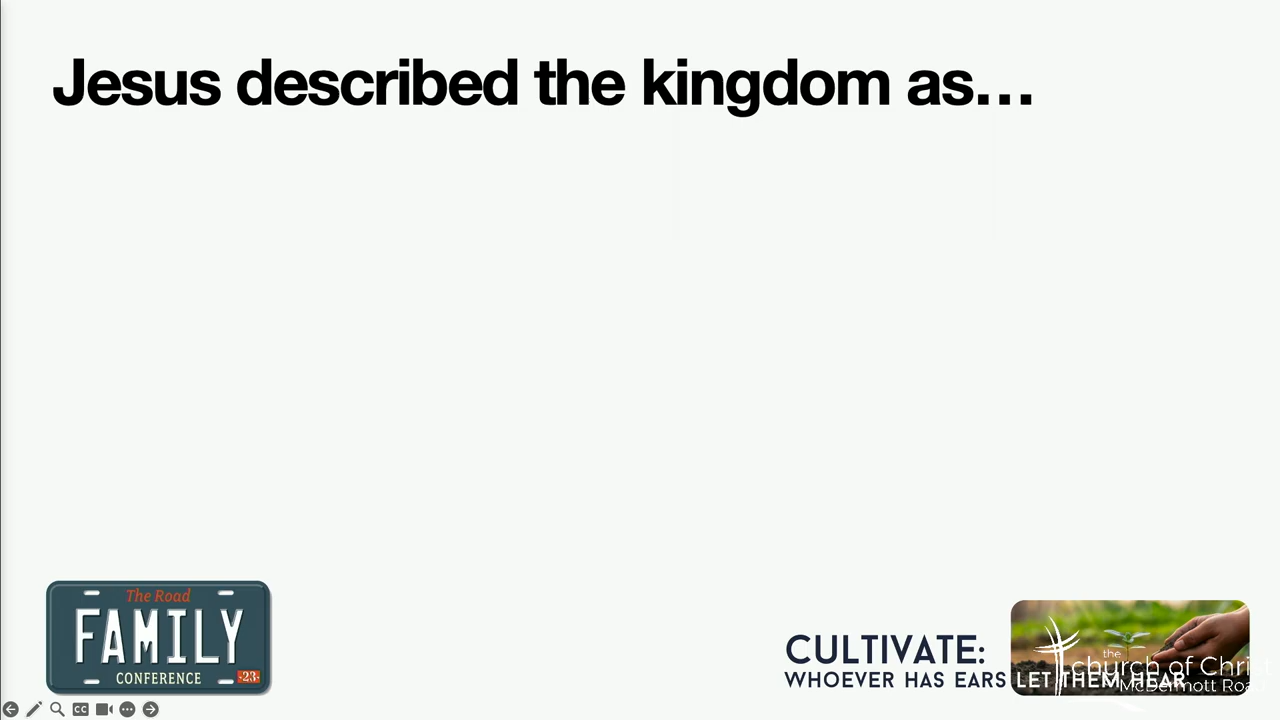 Jesus described the kingdom as…
The Road
FAMILY
CONFERENCE
23
CULTIVATE:
WHOEVER HAS EARS LET THEM HEAR
the
church of Christ
McDermott Road
CC